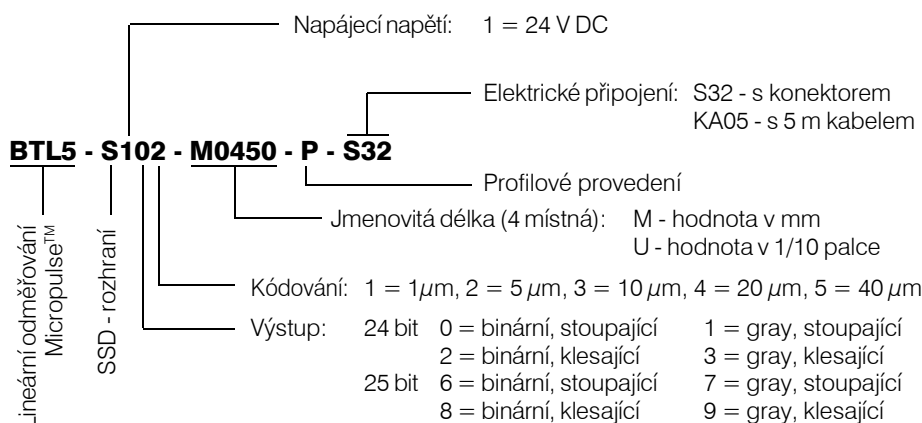 Napájecí napětí: 1 = 24 V DC
Elektrické připojení: S32 - s konektorem
KA05 - s 5 m kabelem
BTL5 - S102 - M0450 - P - S32
Profilové provedení
Jmenovitá délka (4 místná): M - hodnota v mm
U - hodnota v 1/10 palce
Lineární odměřování
Micropulse™
SSD - rozhraní
Kódování: 1 = 1µm, 2 = 5 µm, 3 = 10 µm, 4 = 20 µm, 5 = 40 µm
Výstup: 24 bit 0 = binární, stoupající 1 = gray, stoupající
2 = binární, klesající 3 = gray, klesající
25 bit 6 = binární, stoupající 7 = gray, stoupající
8 = binární, klesající 9 = gray, klesající